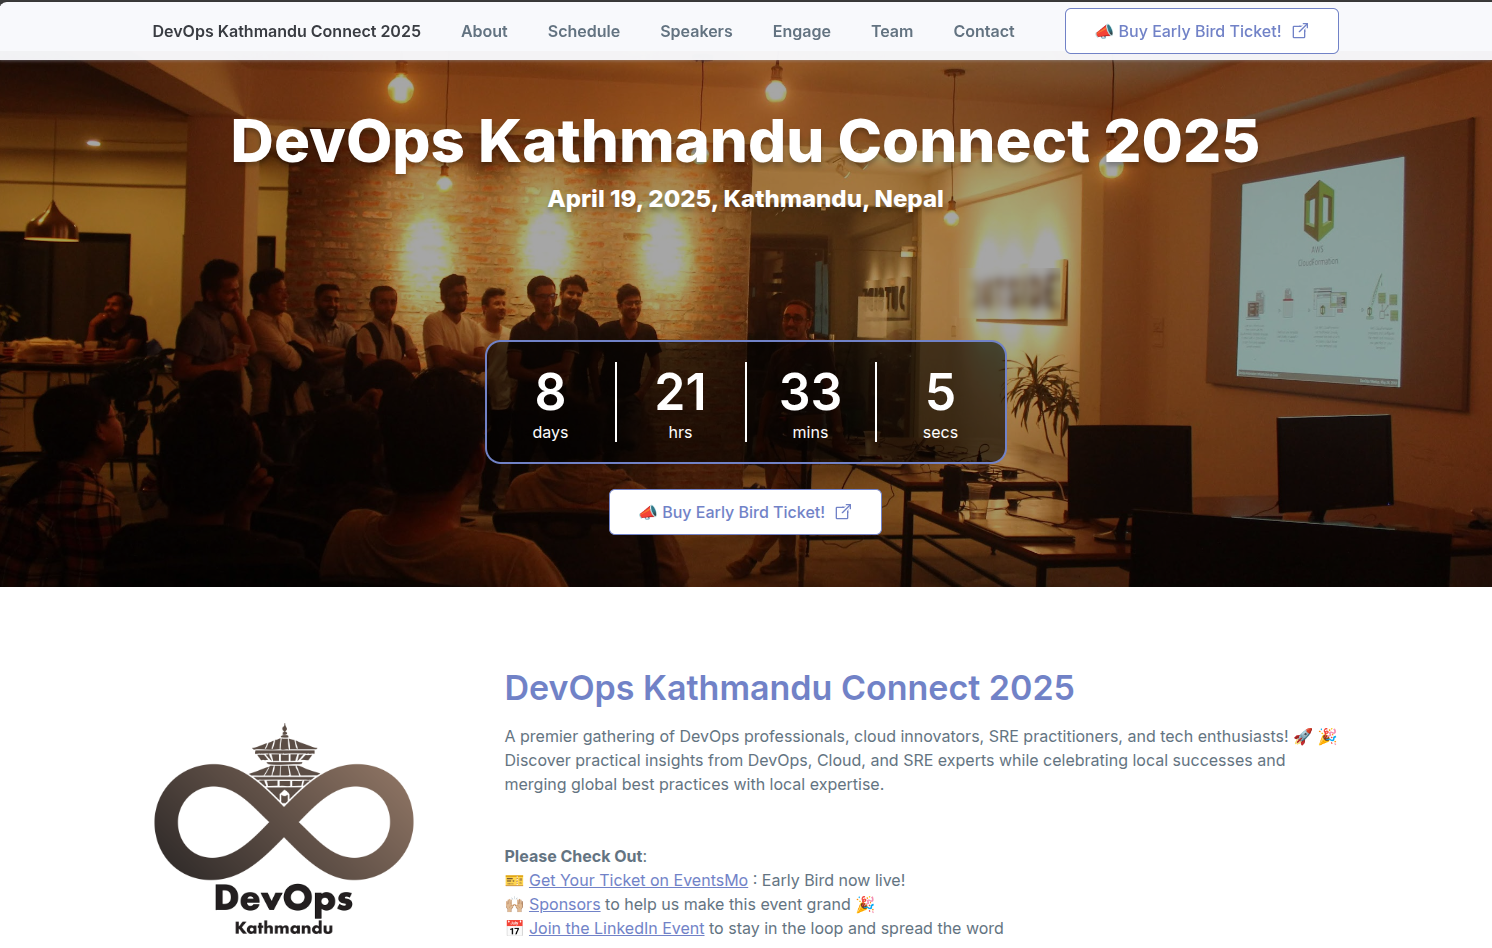 DevOps Kathmandu Connect 2025 About Schedule Speakers Engage Team Contact 📣 Buy Early Bird Ticket!
DevOps Kathmandu Connect 2025
April 19, 2025, Kathmandu, Nepal
AWS
CloudFormation
8 21 33 5
days hrs mins secs
📣 Buy Early Bird Ticket!
DevOps Kathmandu Connect 2025
A premier gathering of DevOps professionals, cloud innovators, SRE practitioners, and tech enthusiasts! 🚀 🎉
Discover practical insights from DevOps, Cloud, and SRE experts while celebrating local successes and
merging global best practices with local expertise.
Please Check Out:
🎫 Get Your Ticket on EventsMo : Early Bird now live!
🙌🏼 Sponsors to help us make this event grand 🎉
📅 Join the LinkedIn Event to stay in the loop and spread the word
DevOps
Kathmandu